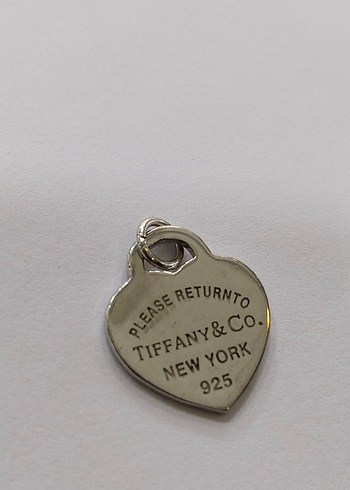 PLEASE RETURNTO
TIFFANY & CO.
NEW YORK
925